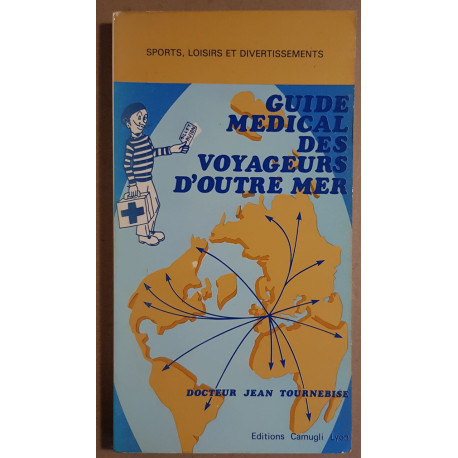 SPORTS, LOISIRS ET DIVERTISSEMENTS
GUIDE
MEDICAL
DES
VOYAGEURS
D'OUTRE MER
DOCTEUR JEAN TOURNEBISE
Editions Camugli Lyon